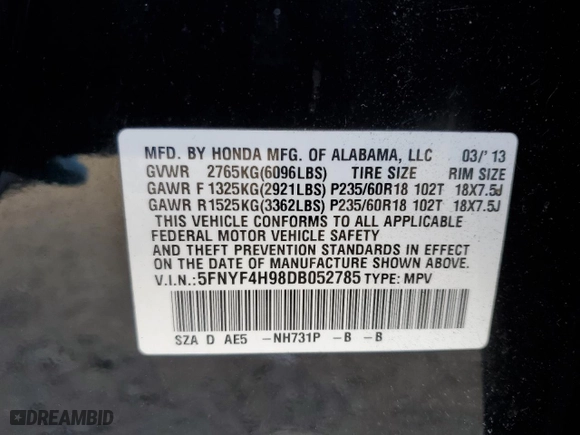 MFD. BY HONDA MFG. OF ALABAMA, LLC 03/'13
GVWR 2765KG(6096LBS) TIRE SIZE RIM SIZE
GAWR F 1325KG(2921LBS) P235/60R18 102T 18X7.5J
GAWR R 1525KG(3362LBS) P235/60R18 102T 18X7.5J
THIS VEHICLE CONFORMS TO ALL APPLICABLE
FEDERAL MOTOR VEHICLE SAFETY
AND THEFT PREVENTION STANDARDS IN EFFECT
ON THE DATE OF MANUFACTURE SHOWN ABOVE.
V.I.N.:5FNYF4H98DB052785 TYPE: MPV
SZA D AE5 -NH731P -B -B
DREAMBID